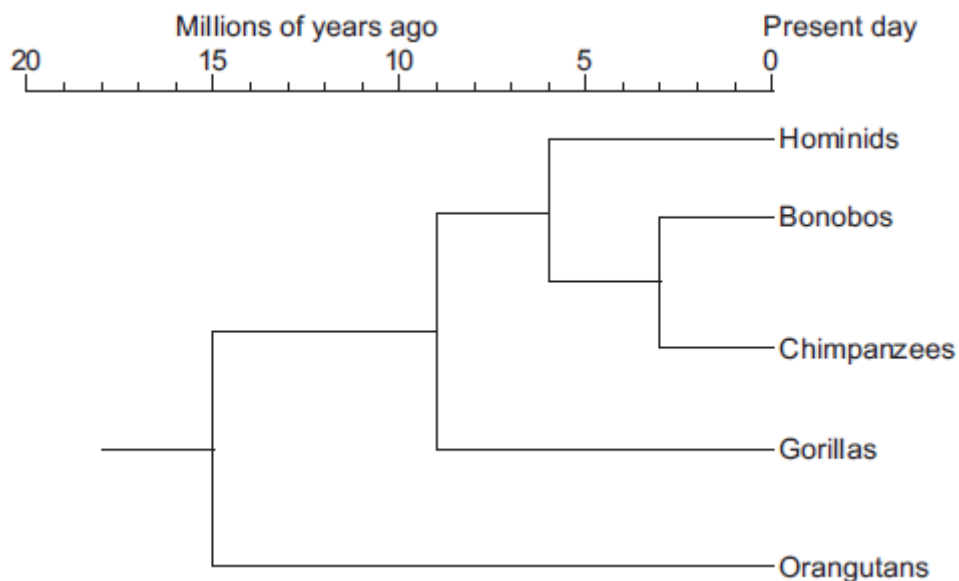 Millions of years ago Present day
20 15 10 5 0
Hominids
Bonobos
Chimpanzees
Gorillas
Orangutans